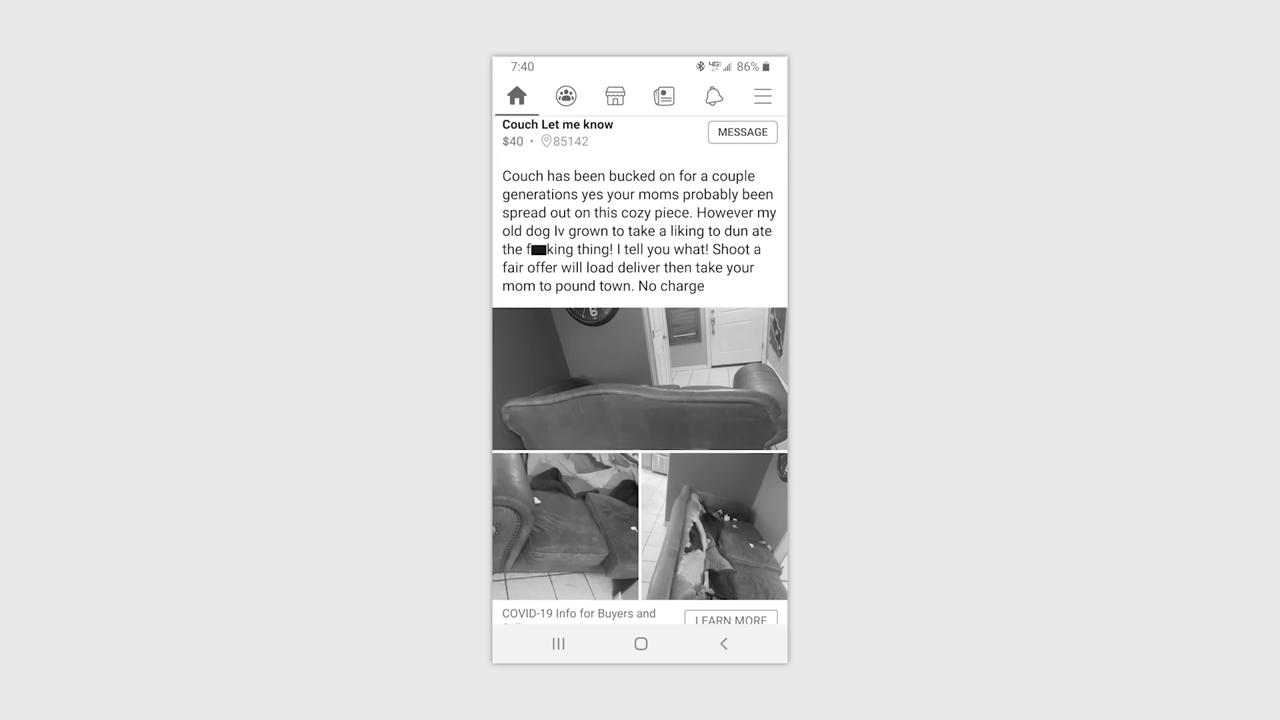 7:40 4G 86%
Couch Let me know
MESSAGE
$40 • 85142
Couch has been bucked on for a couple
generations yes your moms probably been
spread out on this cozy piece. However my
old dog Iv grown to take a liking to dun ate
the f king thing! I tell you what! Shoot a
fair offer will load deliver then take your
mom to pound town. No charge
6
COVID-19 Info for Buyers and
LEARN MORE